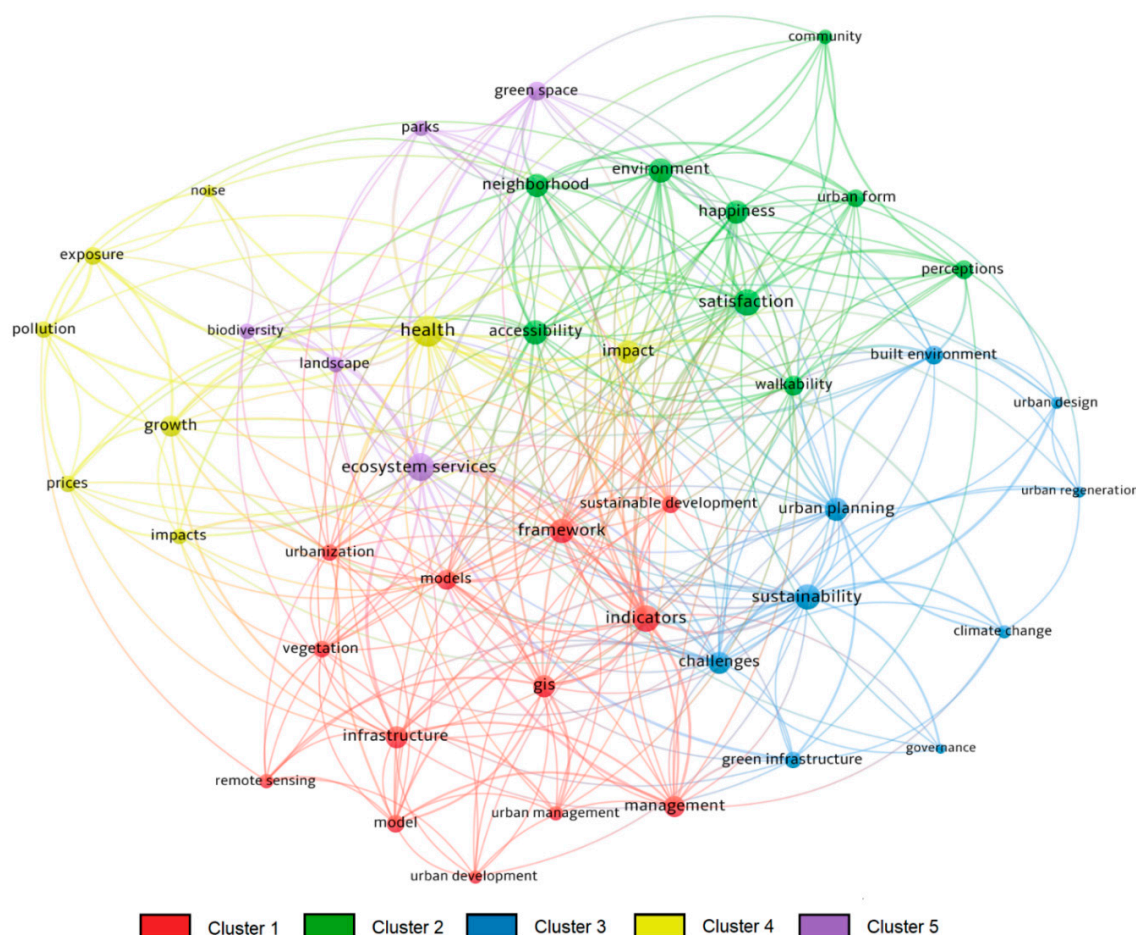 community
green space
parks
environment
neighborhood
noise
urban form
happiness
exposure
perceptions
satisfaction
pollution
biodiversity
health
accessibility
impact
built environment
landscape
walkability
urban design
growth
ecosystem services
prices
urban regeneration
sustainable development
urban planning
framework
impacts
urbanization
models
sustainability
indicators
climate change
vegetation
challenges
gis
infrastructure
governance
green infrastructure
remote sensing
management
urban management
model
urban development
Cluster 1
Cluster 2
Cluster 3
Cluster 4
Cluster 5